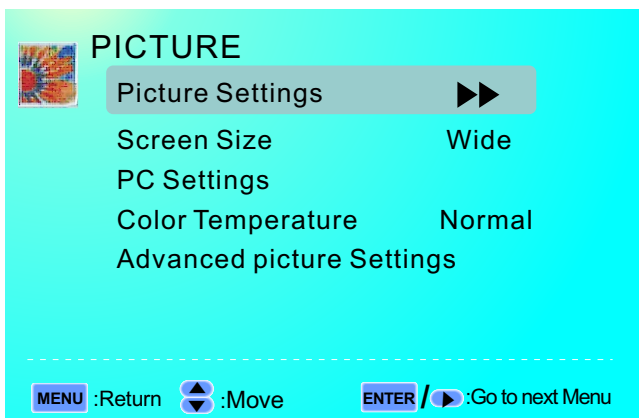 PICTURE
Picture Settings
Screen Size Wide
PC Settings
Color Temperature Normal
Advanced picture Settings
MENU :Return :Move ENTER / :Go to next Menu